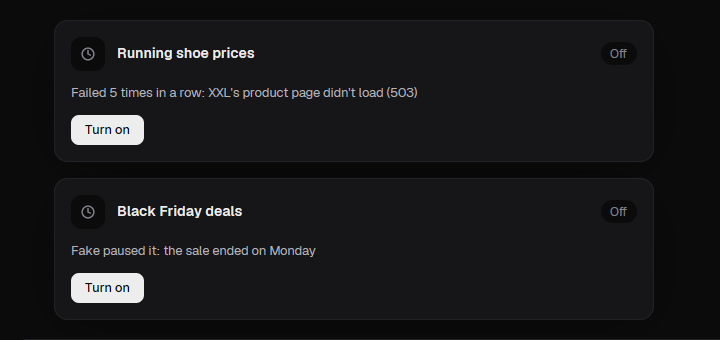 Running shoe prices
Off
Failed 5 times in a row: XXL's product page didn't load (503)
Turn on
Black Friday deals
Off
Fake paused it: the sale ended on Monday
Turn on